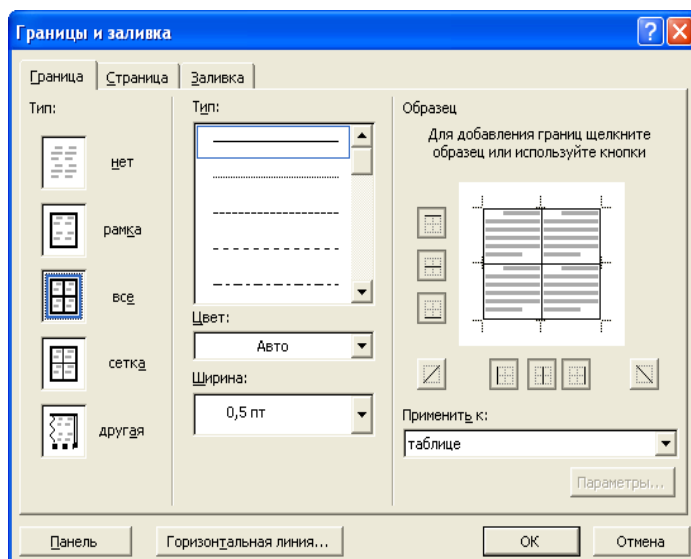 Границы и заливка
Граница Страница Заливка
Тип:
нет
рамка
все
сетка
другая
Тип:
Цвет:
Авто
Ширина:
0,5 пт
Образец
Для добавления границ щелкните
образец или используйте кнопки
Применить к:
таблице
Параметры...
Панель Горизонтальная линия... ОК Отмена